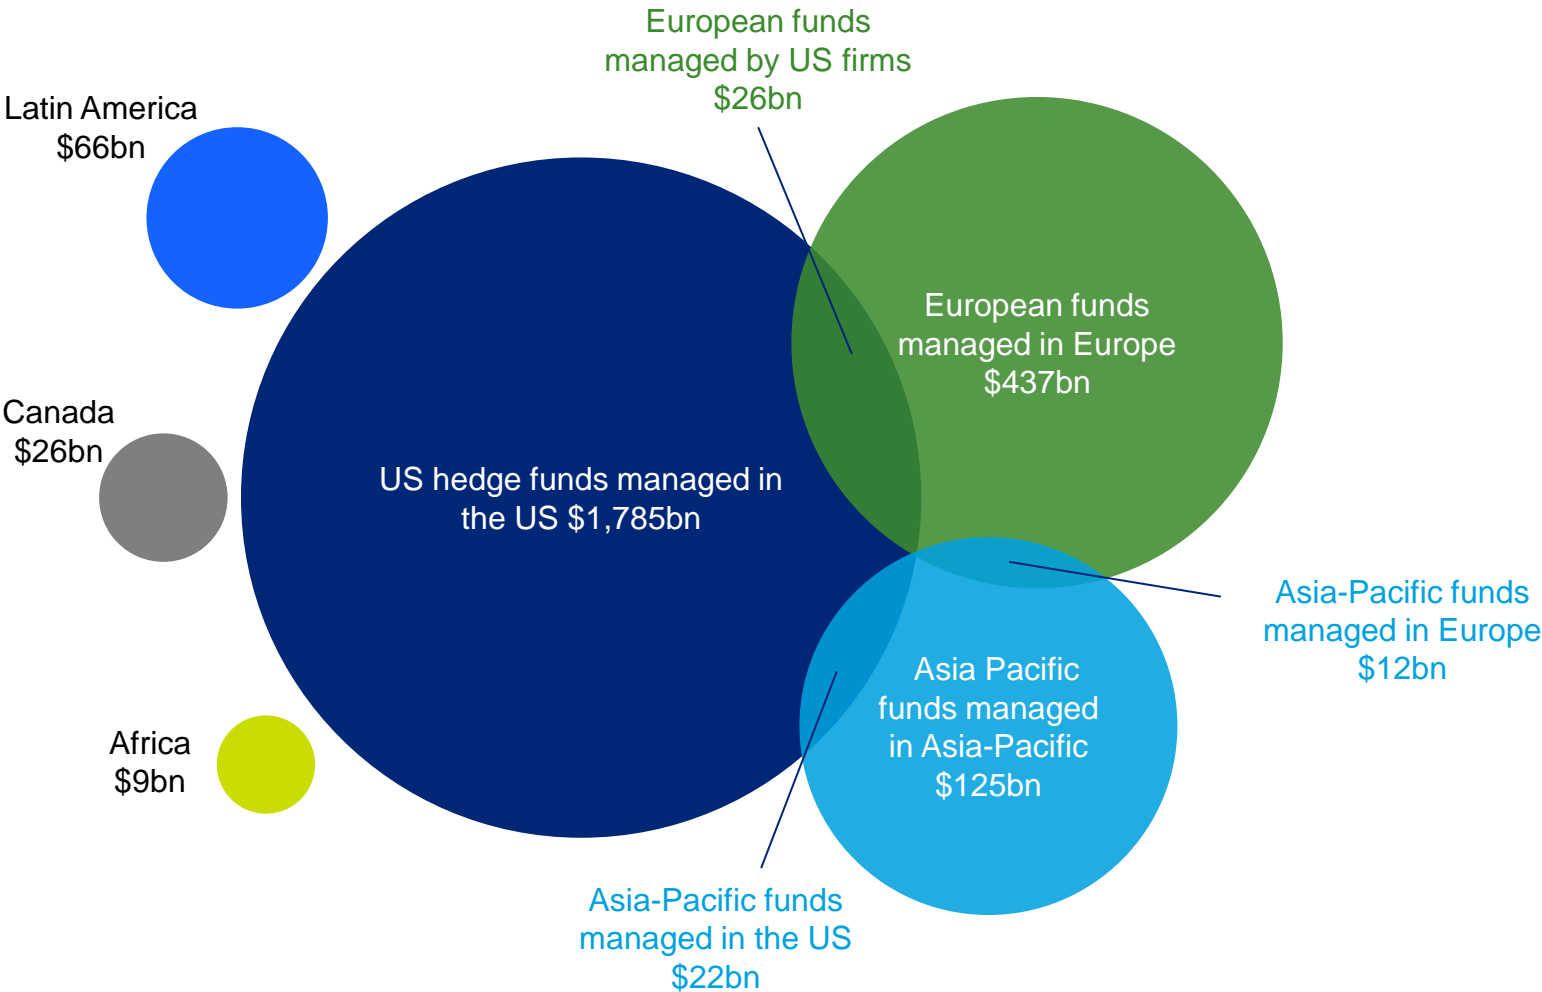 European funds
managed by US firms
$26bn
Latin America
$66bn
European funds
managed in Europe
$437bn
Canada
$26bn
US hedge funds managed in
the US $1,785bn
Asia-Pacific funds
managed in Europe
$12bn
Asia Pacific
funds managed
in Asia-Pacific
$125bn
Africa
$9bn
Asia-Pacific funds
managed in the US
$22bn